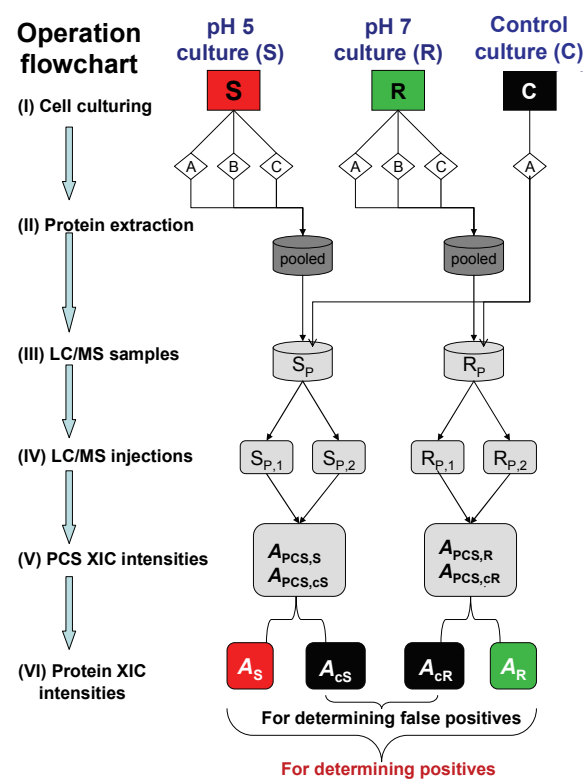 Operation
flowchart
pH 5
culture (S)
pH 7
culture (R)
Control
culture (C)
(I) Cell culturing
S
R
C
A
B
C
A
B
C
A
(II) Protein extraction
pooled
pooled
(III) LC/MS samples
SP
RP
(IV) LC/MS injections
SP,1
SP,2
RP,1
RP,2
(V) PCS XIC intensities
APCS,S
APCS,cS
APCS,R
APCS,cR
(VI) Protein XIC
intensities
AS
AcS
AcR
AR
For determining false positives
For determining positives